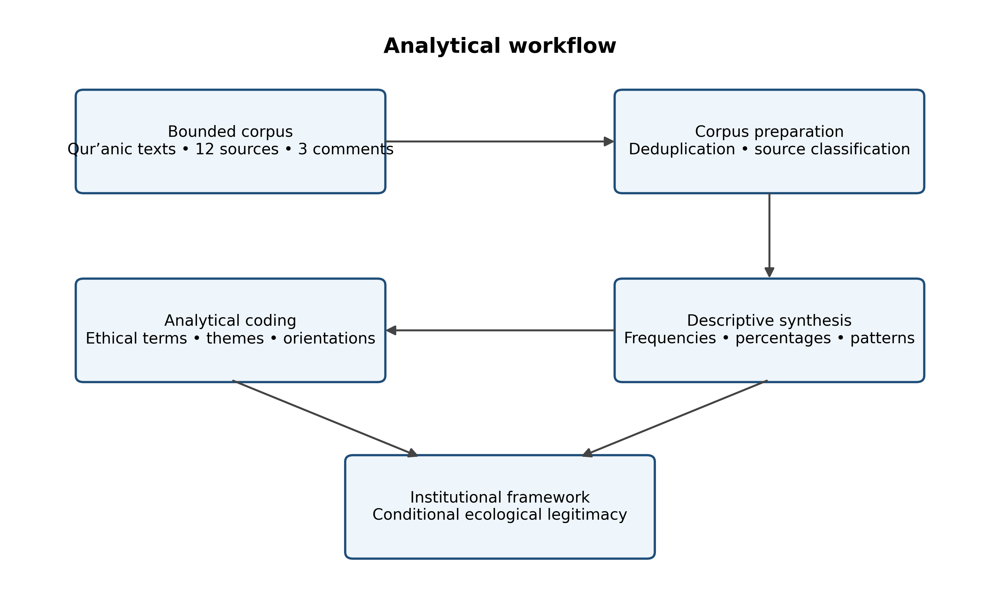 Analytical workflow
Bounded corpus
Qur’anic texts • 12 sources • 3 comments
Corpus preparation
Deduplication • source classification
Analytical coding
Ethical terms • themes • orientations
Descriptive synthesis
Frequencies • percentages • patterns
Institutional framework
Conditional ecological legitimacy